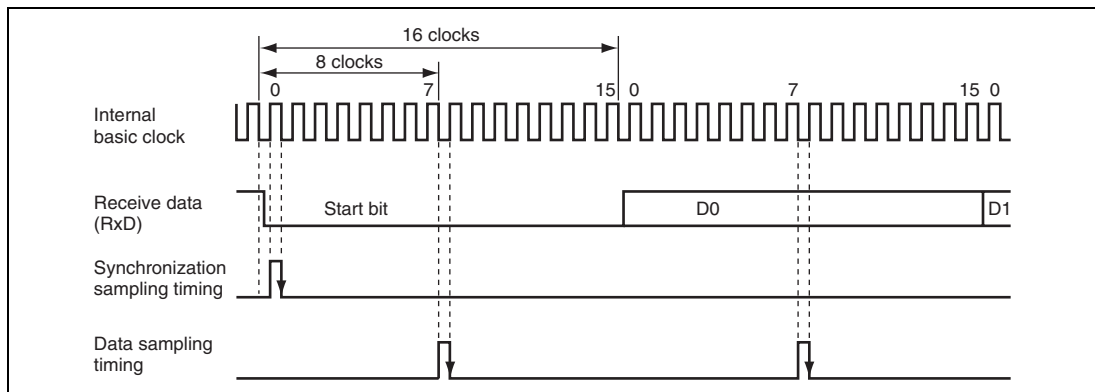 16 clocks
8 clocks
0 7 15 0 7 15 0
Internal
basic clock
Receive data
(RxD)
Start bit D0 D1
Synchronization
sampling timing
Data sampling
timing